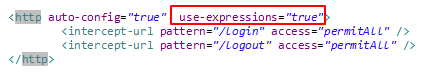 <http auto-config="true" use-expressions="true">
<intercept-url pattern="/login" access="permitAll" />
<intercept-url pattern="/logout" access="permitAll" />
</http>